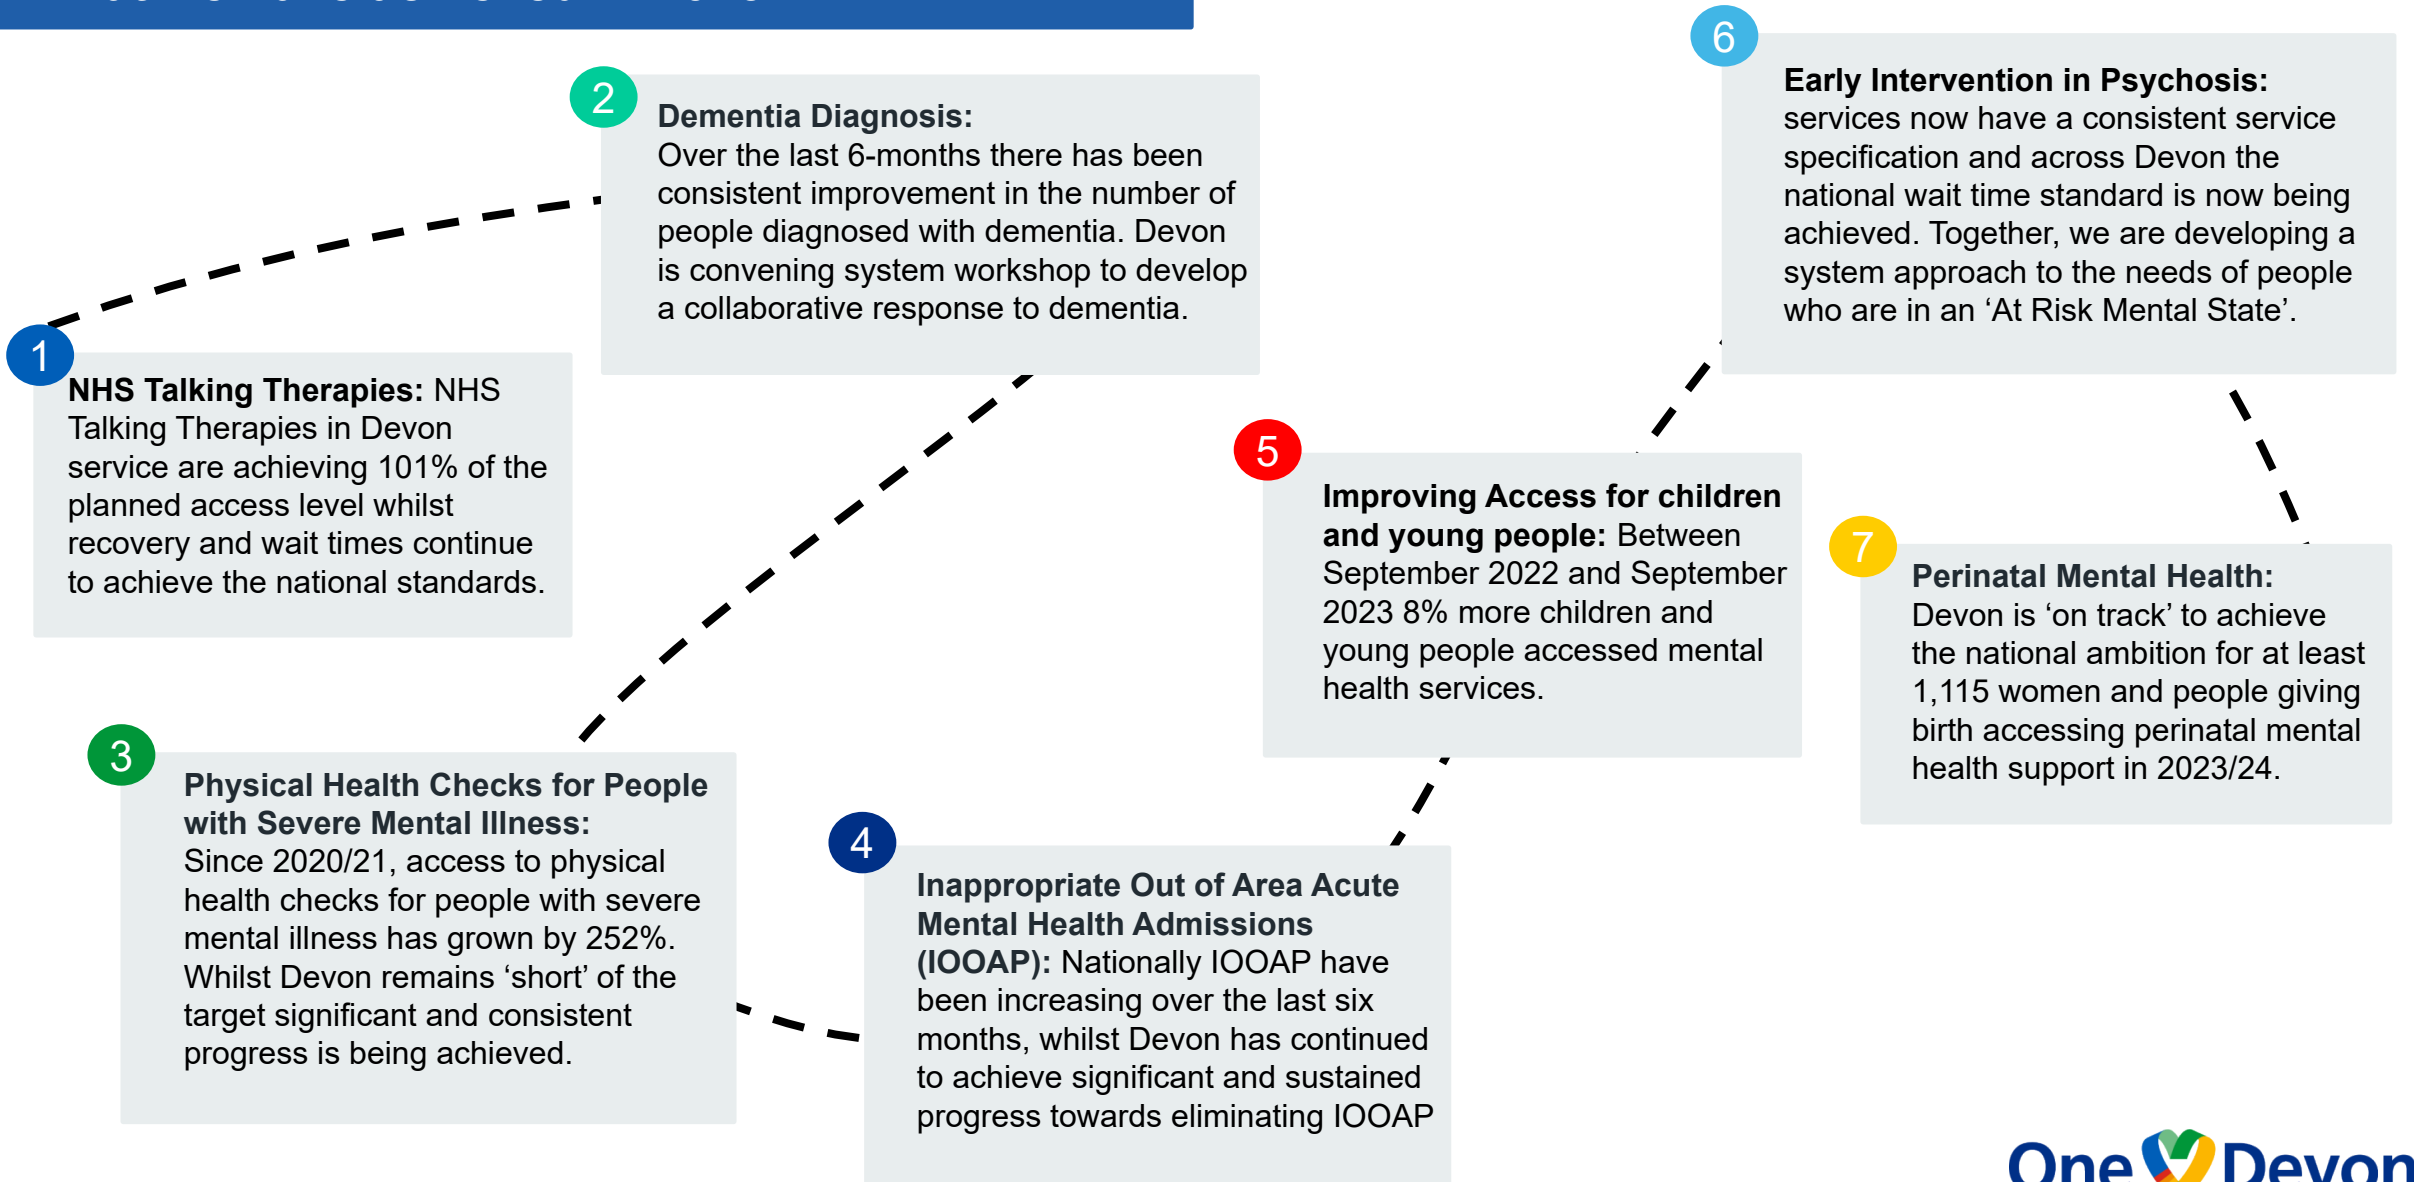 1
NHS Talking Therapies: NHS
Talking Therapies in Devon
service are achieving 101% of the
planned access level whilst
recovery and wait times continue
to achieve the national standards.
2
Dementia Diagnosis:
Over the last 6-months there has been
consistent improvement in the number of
people diagnosed with dementia. Devon
is convening system workshop to develop
a collaborative response to dementia.
3
Physical Health Checks for People
with Severe Mental Illness:
Since 2020/21, access to physical
health checks for people with severe
mental illness has grown by 252%.
Whilst Devon remains ‘short’ of the
target significant and consistent
progress is being achieved.
4
Inappropriate Out of Area Acute
Mental Health Admissions
(IOOAP): Nationally IOOAP have
been increasing over the last six
months, whilst Devon has continued
to achieve significant and sustained
progress towards eliminating IOOAP
5
Improving Access for children
and young people: Between
September 2022 and September
2023 8% more children and
young people accessed mental
health services.
6
Early Intervention in Psychosis:
services now have a consistent service
specification and across Devon the
national wait time standard is now being
achieved. Together, we are developing a
system approach to the needs of people
who are in an ‘At Risk Mental State’.
7
Perinatal Mental Health:
Devon is ‘on track’ to achieve
the national ambition for at least
1,115 women and people giving
birth accessing perinatal mental
health support in 2023/24.
One Devon